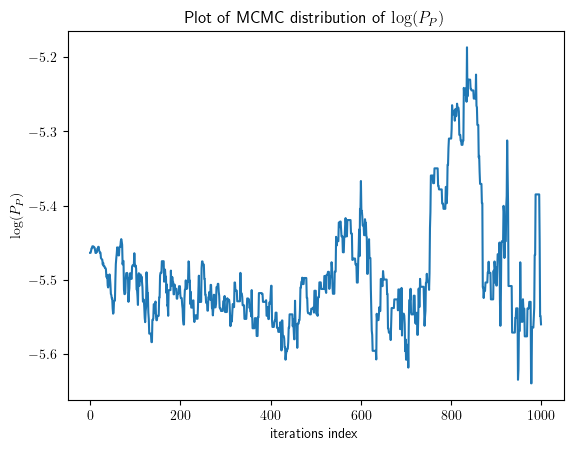 Plot of MCMC distribution of log(P_P)
log(P_P)
−5.2
−5.3
−5.4
−5.5
−5.6
0 200 400 600 800 1000
iterations index